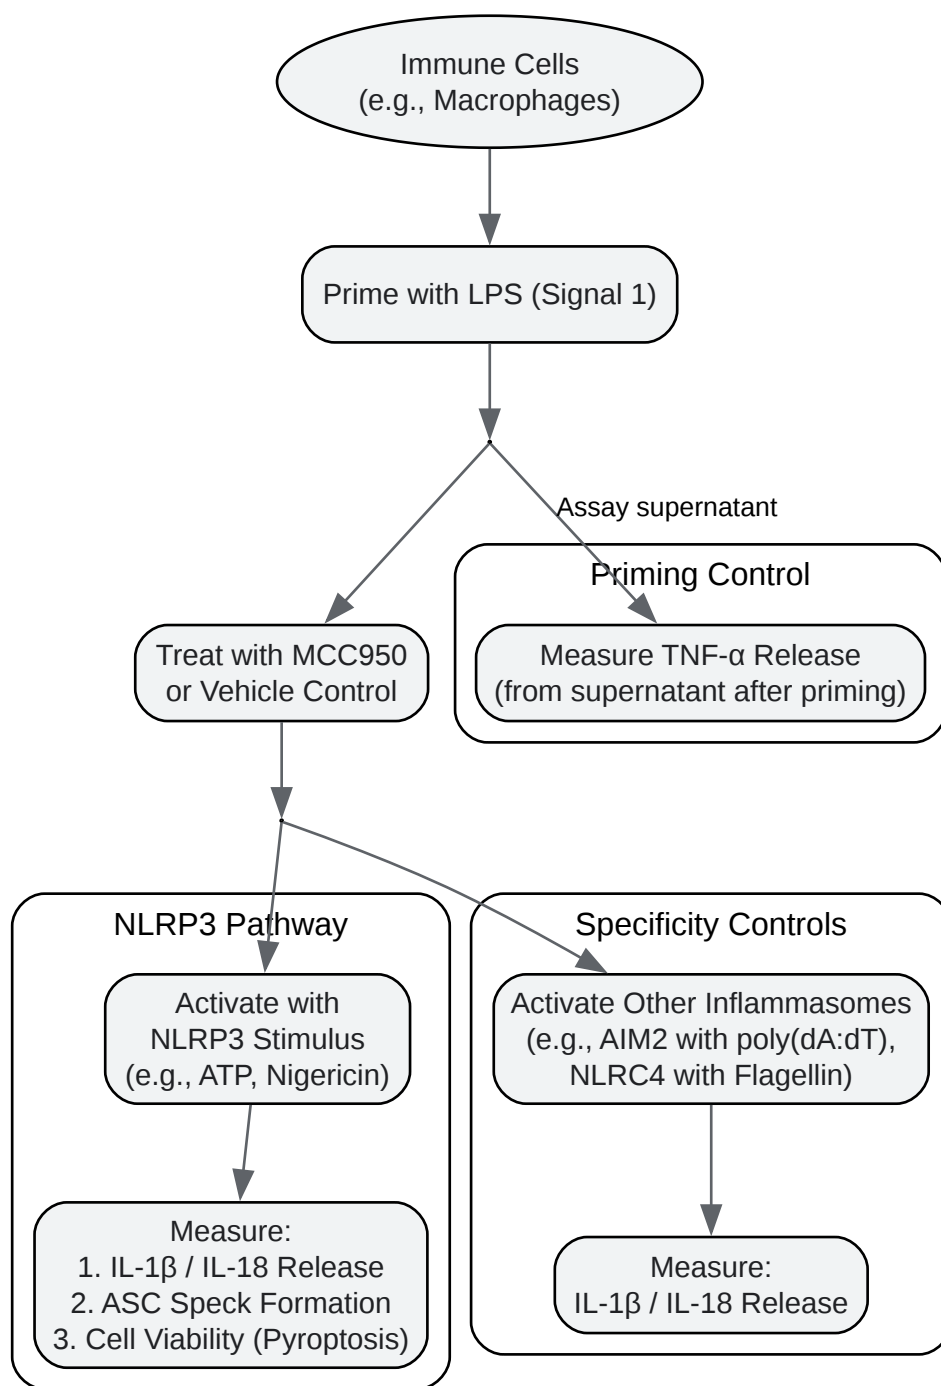 Immune Cells
(e.g., Macrophages)
Prime with LPS (Signal 1)
Assay supernatant
Priming Control
Treat with MCC950
or Vehicle Control
Measure TNF-α Release
(from supernatant after priming)
NLRP3 Pathway
Activate with
NLRP3 Stimulus
(e.g., ATP, Nigericin)
Measure:
1. IL-1β / IL-18 Release
2. ASC Speck Formation
3. Cell Viability (Pyroptosis)
Specificity Controls
Activate Other Inflammasomes
(e.g., AIM2 with poly(dA:dT),
NLRC4 with Flagellin)
Measure:
IL-1β / IL-18 Release